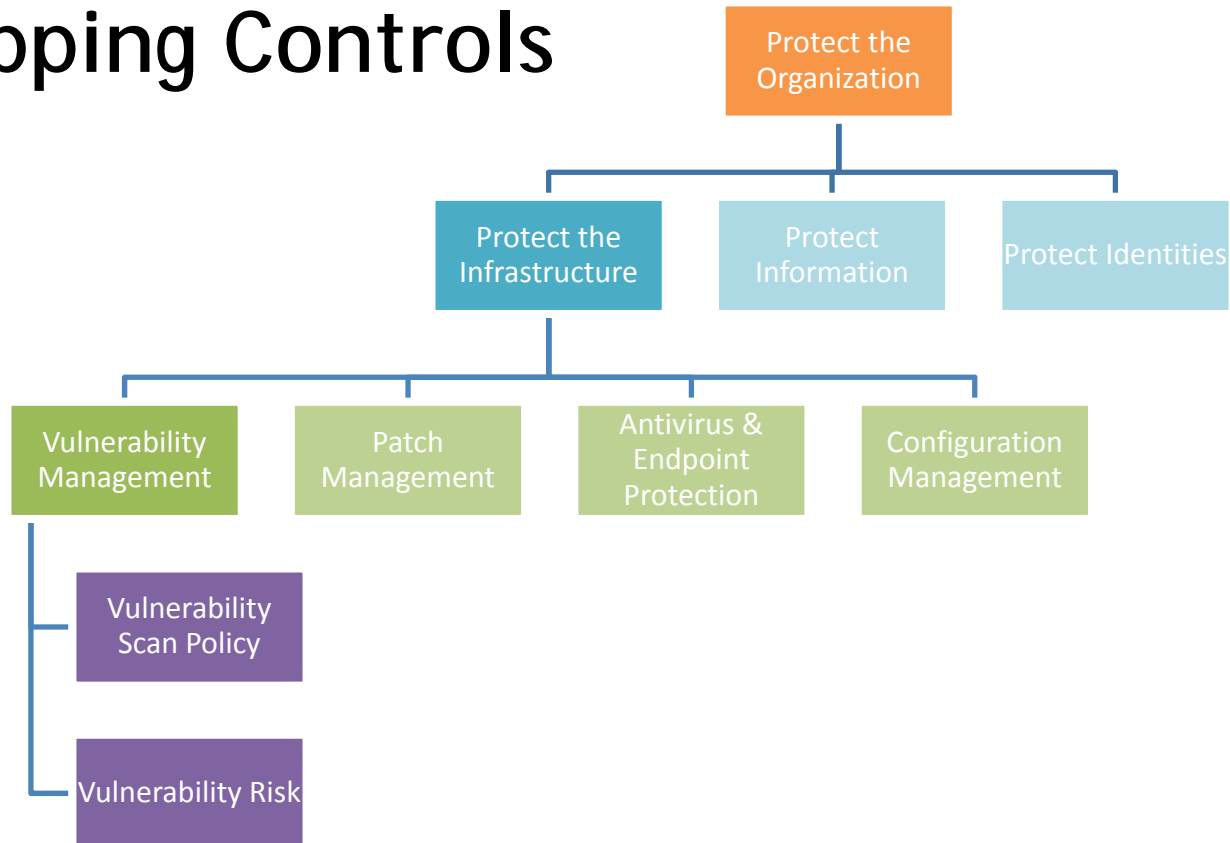 pping Controls
Protect the
Organization
Protect the
Infrastructure
Protect
Information
Protect Identities
Vulnerability
Management
Patch
Management
Antivirus &
Endpoint
Protection
Configuration
Management
Vulnerability
Scan Policy
Vulnerability Risk